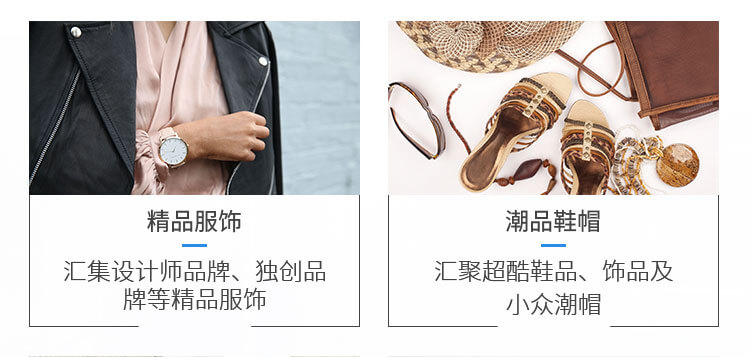 精品服饰
汇集设计师品牌、独创品
牌等精品服饰
潮品鞋帽
汇聚超酷鞋品、饰品及
小众潮帽